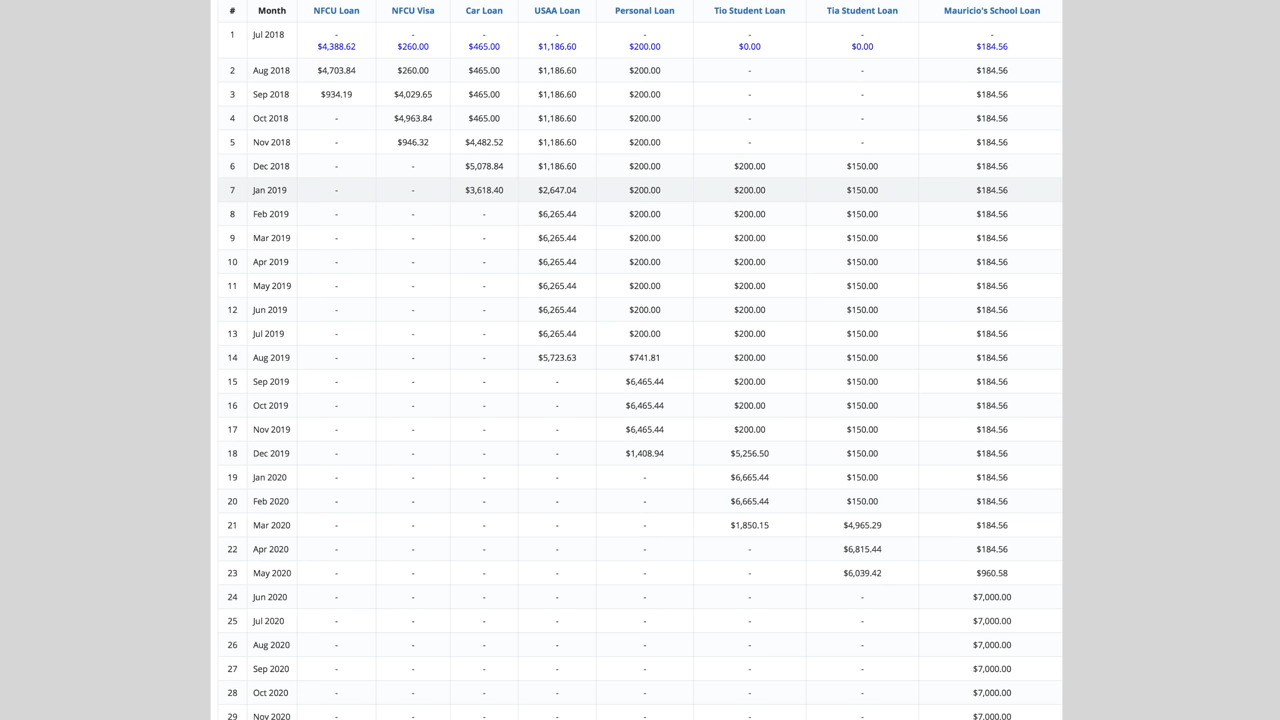 # Month NFCU Loan NFCU Visa Car Loan USAA Loan Personal Loan Tio Student Loan Tia Student Loan Mauricio's School Loan
1 Jul 2018 - - - - - - - -
$4,388.62 $260.00 $465.00 $1,186.60 $200.00 $0.00 $0.00 $184.56
2 Aug 2018 $4,703.84 $260.00 $465.00 $1,186.60 $200.00 - - $184.56
3 Sep 2018 $934.19 $4,029.65 $465.00 $1,186.60 $200.00 - - $184.56
4 Oct 2018 - $4,963.84 $465.00 $1,186.60 $200.00 - - $184.56
5 Nov 2018 - $946.32 $4,482.52 $1,186.60 $200.00 - - $184.56
6 Dec 2018 - - $5,078.84 $1,186.60 $200.00 $200.00 $150.00 $184.56
7 Jan 2019 - - $3,618.40 $2,647.04 $200.00 $200.00 $150.00 $184.56
8 Feb 2019 - - - $6,265.44 $200.00 $200.00 $150.00 $184.56
9 Mar 2019 - - - $6,265.44 $200.00 $200.00 $150.00 $184.56
10 Apr 2019 - - - $6,265.44 $200.00 $200.00 $150.00 $184.56
11 May 2019 - - - $6,265.44 $200.00 $200.00 $150.00 $184.56
12 Jun 2019 - - - $6,265.44 $200.00 $200.00 $150.00 $184.56
13 Jul 2019 - - - $6,265.44 $200.00 $200.00 $150.00 $184.56
14 Aug 2019 - - - $5,723.63 $741.81 $200.00 $150.00 $184.56
15 Sep 2019 - - - - $6,465.44 $200.00 $150.00 $184.56
16 Oct 2019 - - - - $6,465.44 $200.00 $150.00 $184.56
17 Nov 2019 - - - - $6,465.44 $200.00 $150.00 $184.56
18 Dec 2019 - - - - $1,408.94 $5,256.50 $150.00 $184.56
19 Jan 2020 - - - - - $6,665.44 $150.00 $184.56
20 Feb 2020 - - - - - $6,665.44 $150.00 $184.56
21 Mar 2020 - - - - - $1,850.15 $4,965.29 $184.56
22 Apr 2020 - - - - - - $6,815.44 $184.56
23 May 2020 - - - - - - $6,039.42 $960.58
24 Jun 2020 - - - - - - - $7,000.00
25 Jul 2020 - - - - - - - $7,000.00
26 Aug 2020 - - - - - - - $7,000.00
27 Sep 2020 - - - - - - - $7,000.00
28 Oct 2020 - - - - - - - $7,000.00
29 Nov 2020 - - - - - - - $7,000.00